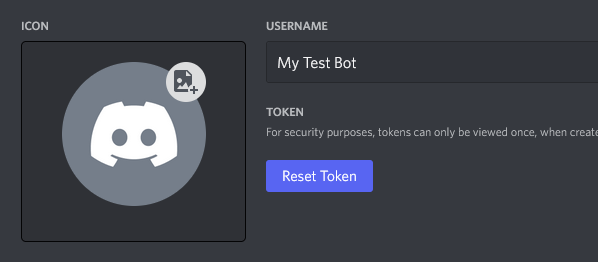 ICON
USERNAME
My Test Bot
TOKEN
For security purposes, tokens can only be viewed once, when create
Reset Token